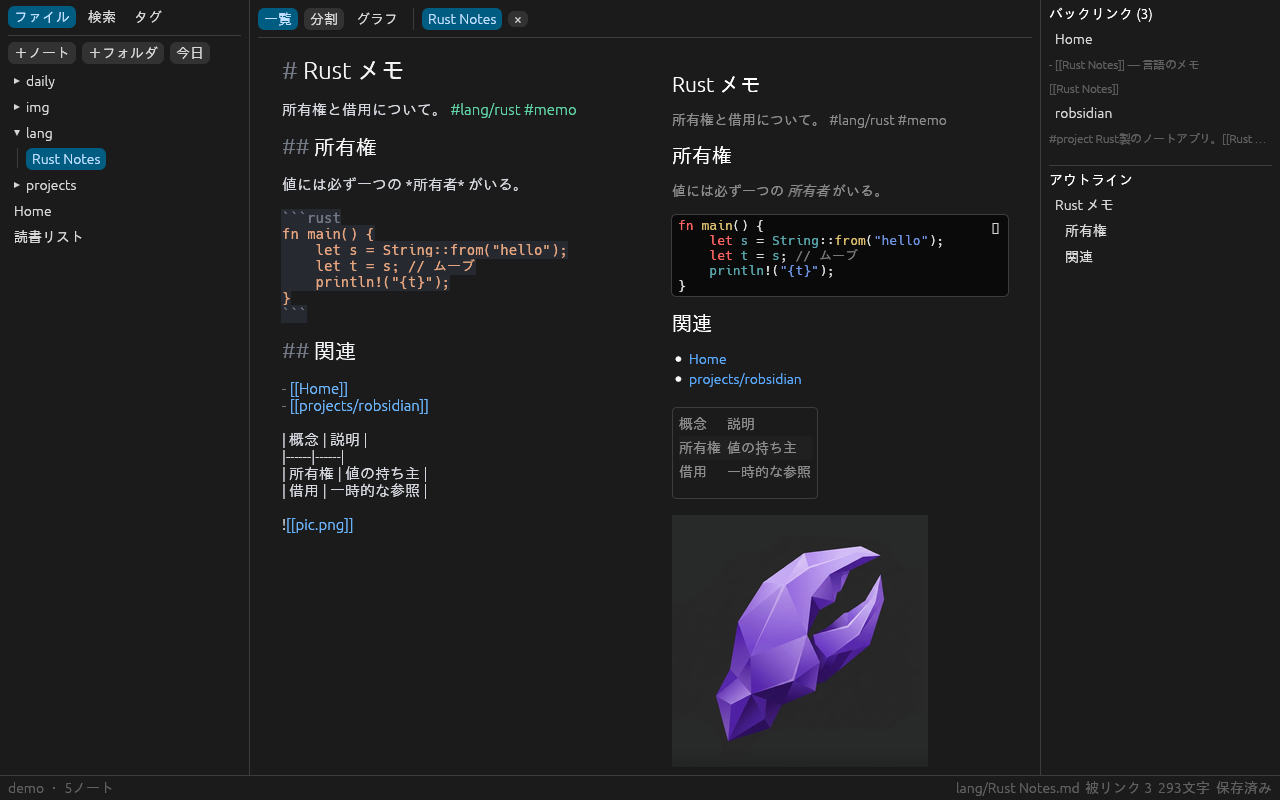 ファイル 検索 タグ
＋ノート ＋フォルダ 今日
▸ daily
▸ img
▾ lang
Rust Notes
▸ projects
Home
読書リスト
一覧 分割 グラフ Rust Notes ×
# Rust メモ
所有権と借用について。 #lang/rust #memo
## 所有権
値には必ず一つの *所有者* がいる。
```rust
fn main() {
    let s = String::from("hello");
    let t = s; // ムーブ
    println!("{t}");
}
```
## 関連
- [[Home]]
- [[projects/robsidian]]
| 概念 | 説明 |
|------|------|
| 所有権 | 値の持ち主 |
| 借用 | 一時的な参照 |
![[pic.png]]
Rust メモ
所有権と借用について。 #lang/rust #memo
所有権
値には必ず一つの 所有者 がいる。
fn main() {
    let s = String::from("hello");
    let t = s; // ムーブ
    println!("{t}");
}
関連
• Home
• projects/robsidian
概念 説明
所有権 値の持ち主
借用 一時的な参照
バックリンク (3)
Home
- [[Rust Notes]] — 言語のメモ
[[Rust Notes]]
robsidian
#project Rust製のノートアプリ。[[Rust …
アウトライン
Rust メモ
所有権
関連
demo · 5ノート
lang/Rust Notes.md 被リンク 3 293文字 保存済み